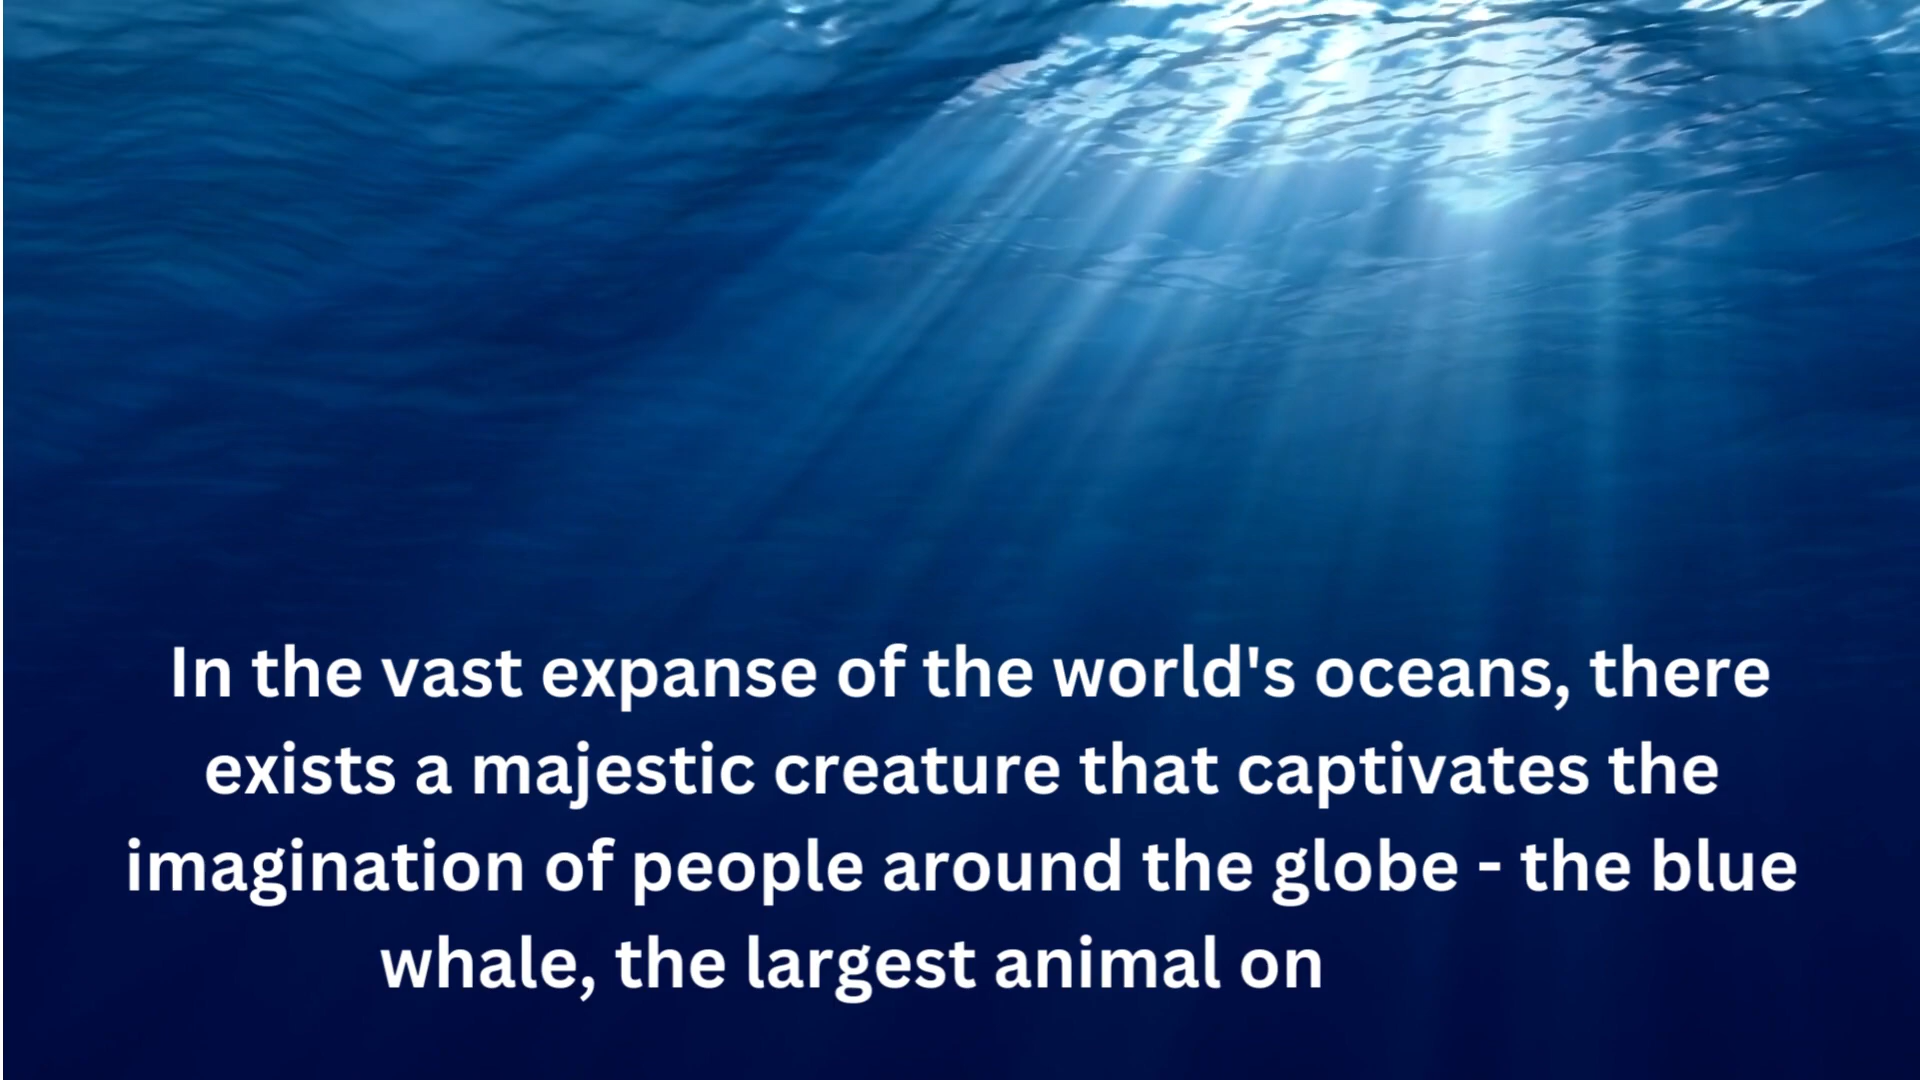 In the vast expanse of the world's oceans, there
exists a majestic creature that captivates the
imagination of people around the globe - the blue
whale, the largest animal on